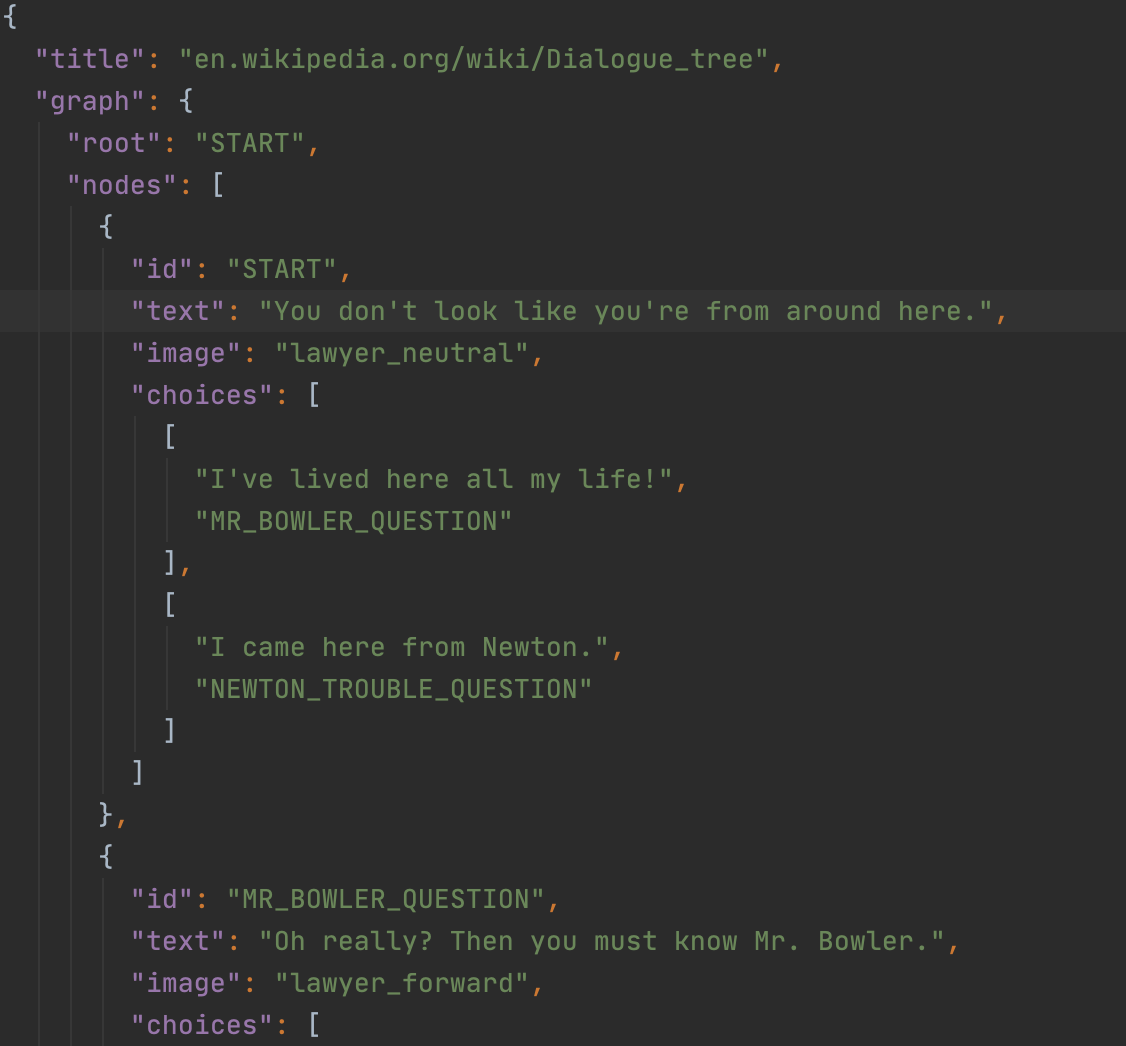 {
  "title": "en.wikipedia.org/wiki/Dialogue_tree",
  "graph": {
    "root": "START",
    "nodes": [
      {
        "id": "START",
        "text": "You don't look like you're from around here.",
        "image": "lawyer_neutral",
        "choices": [
          [
            "I've lived here all my life!",
            "MR_BOWLER_QUESTION"
          ],
          [
            "I came here from Newton.",
            "NEWTON_TROUBLE_QUESTION"
          ]
        ]
      },
      {
        "id": "MR_BOWLER_QUESTION",
        "text": "Oh really? Then you must know Mr. Bowler.",
        "image": "lawyer_forward",
        "choices": [